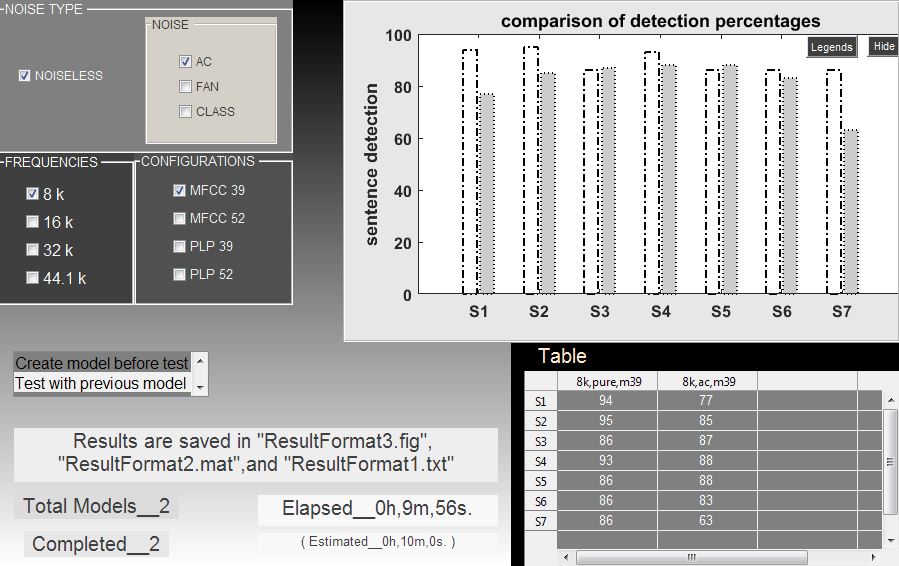 NOISE TYPE
NOISELESS
NOISE
AC
FAN
CLASS
FREQUENCIES
8 k
16 k
32 k
44.1 k
CONFIGURATIONS
MFCC 39
MFCC 52
PLP 39
PLP 52
comparison of detection percentages
Legends Hide
sentence detection
100
80
60
40
20
0
S1 S2 S3 S4 S5 S6 S7
Create model before test
Test with previous model
Results are saved in "ResultFormat3.fig",
"ResultFormat2.mat",and "ResultFormat1.txt"
Total Models__2
Elapsed__0h,9m,56s.
Completed__2
( Estimated__0h,10m,0s. )
Table
8k,pure,m39 8k,ac,m39
S1 94 77
S2 95 85
S3 86 87
S4 93 88
S5 86 88
S6 86 83
S7 86 63